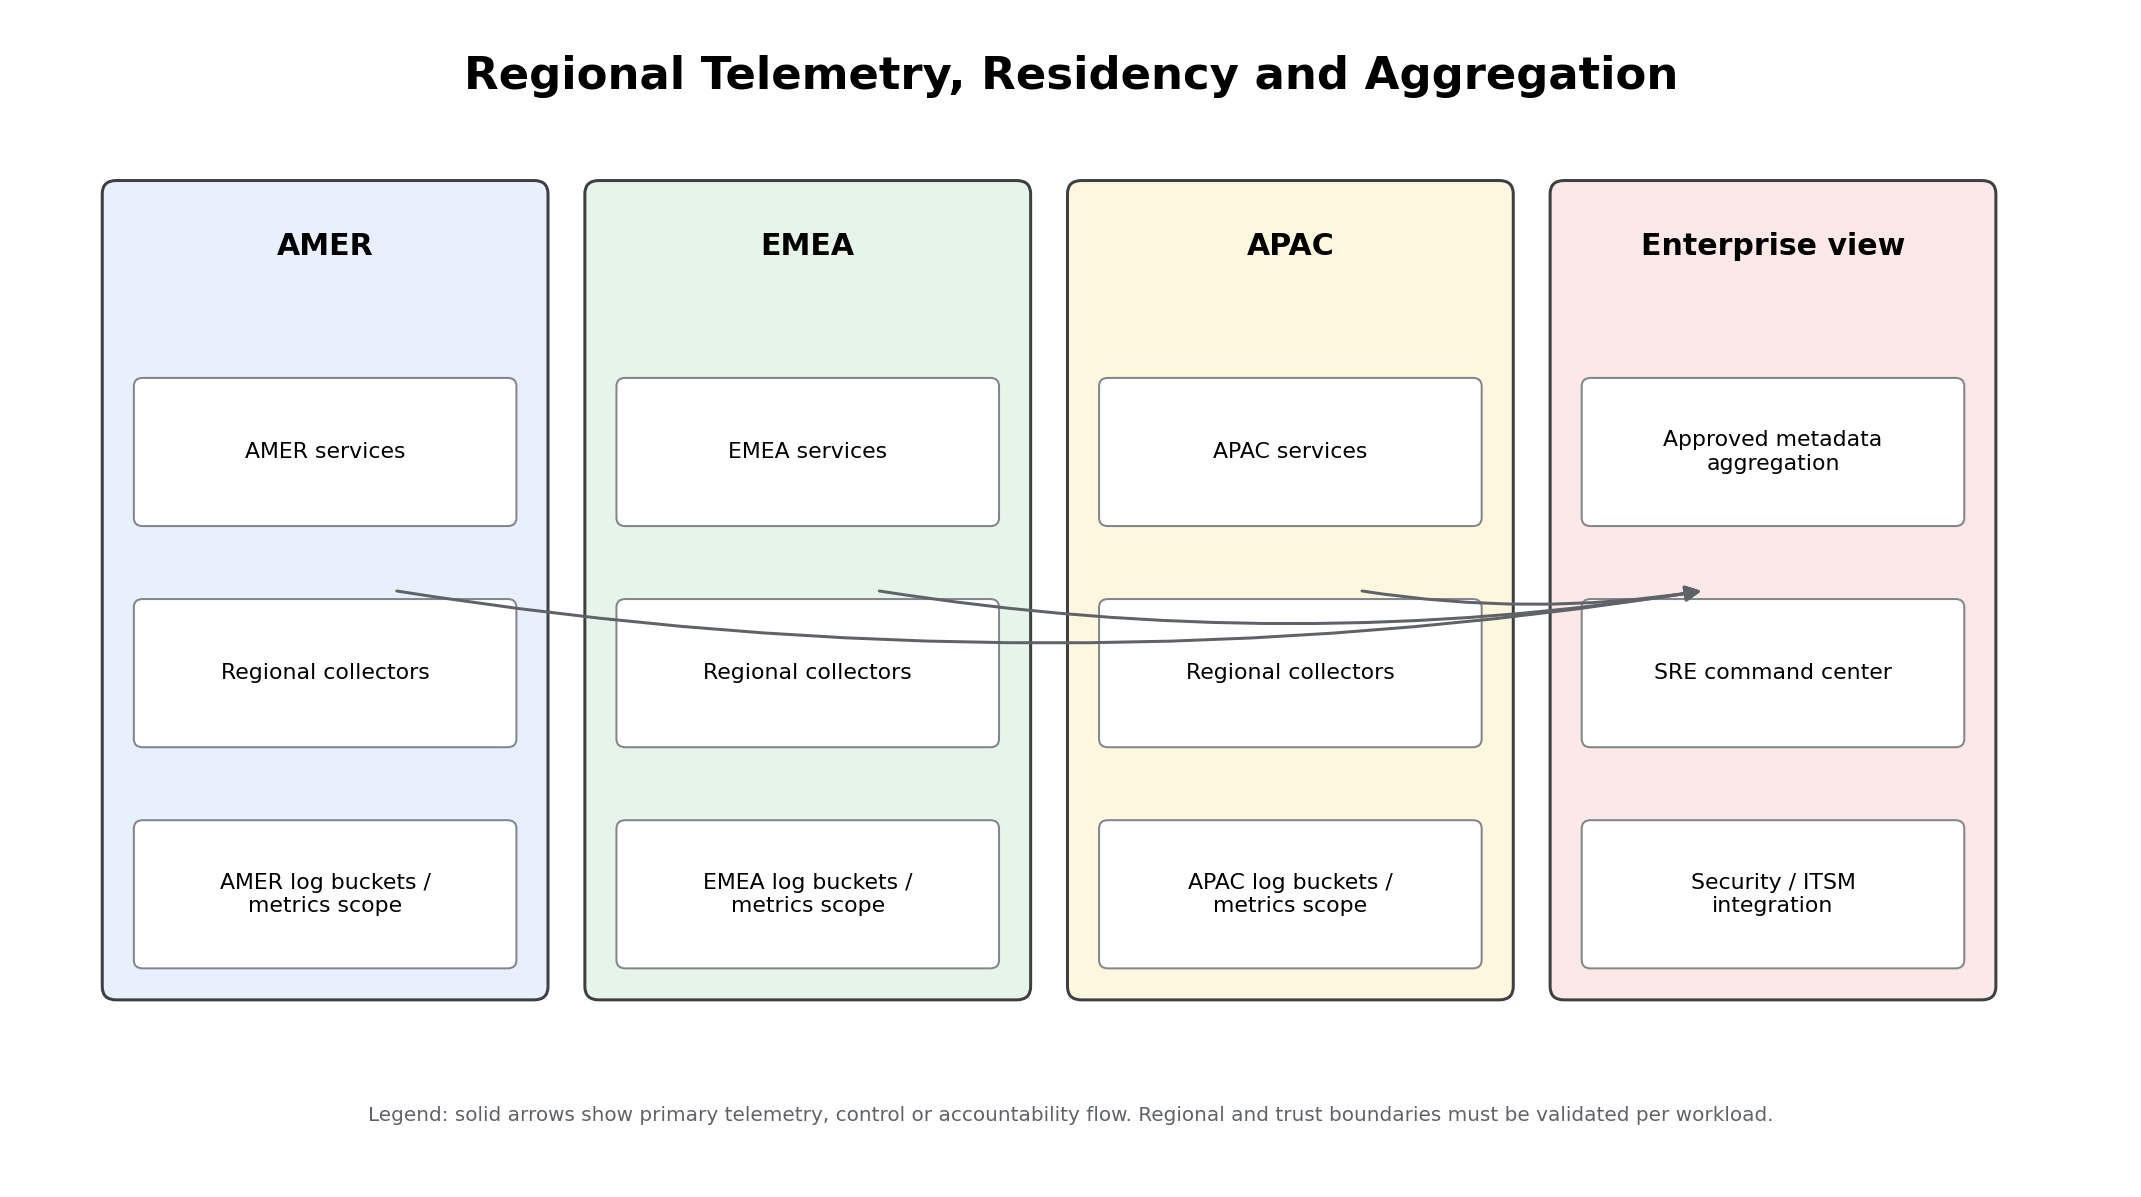 Regional Telemetry, Residency and Aggregation
AMER
AMER services
Regional collectors
AMER log buckets /
metrics scope
EMEA
EMEA services
Regional collectors
EMEA log buckets /
metrics scope
APAC
APAC services
Regional collectors
APAC log buckets /
metrics scope
Enterprise view
Approved metadata
aggregation
SRE command center
Security / ITSM
integration
Legend: solid arrows show primary telemetry, control or accountability flow. Regional and trust boundaries must be validated per workload.